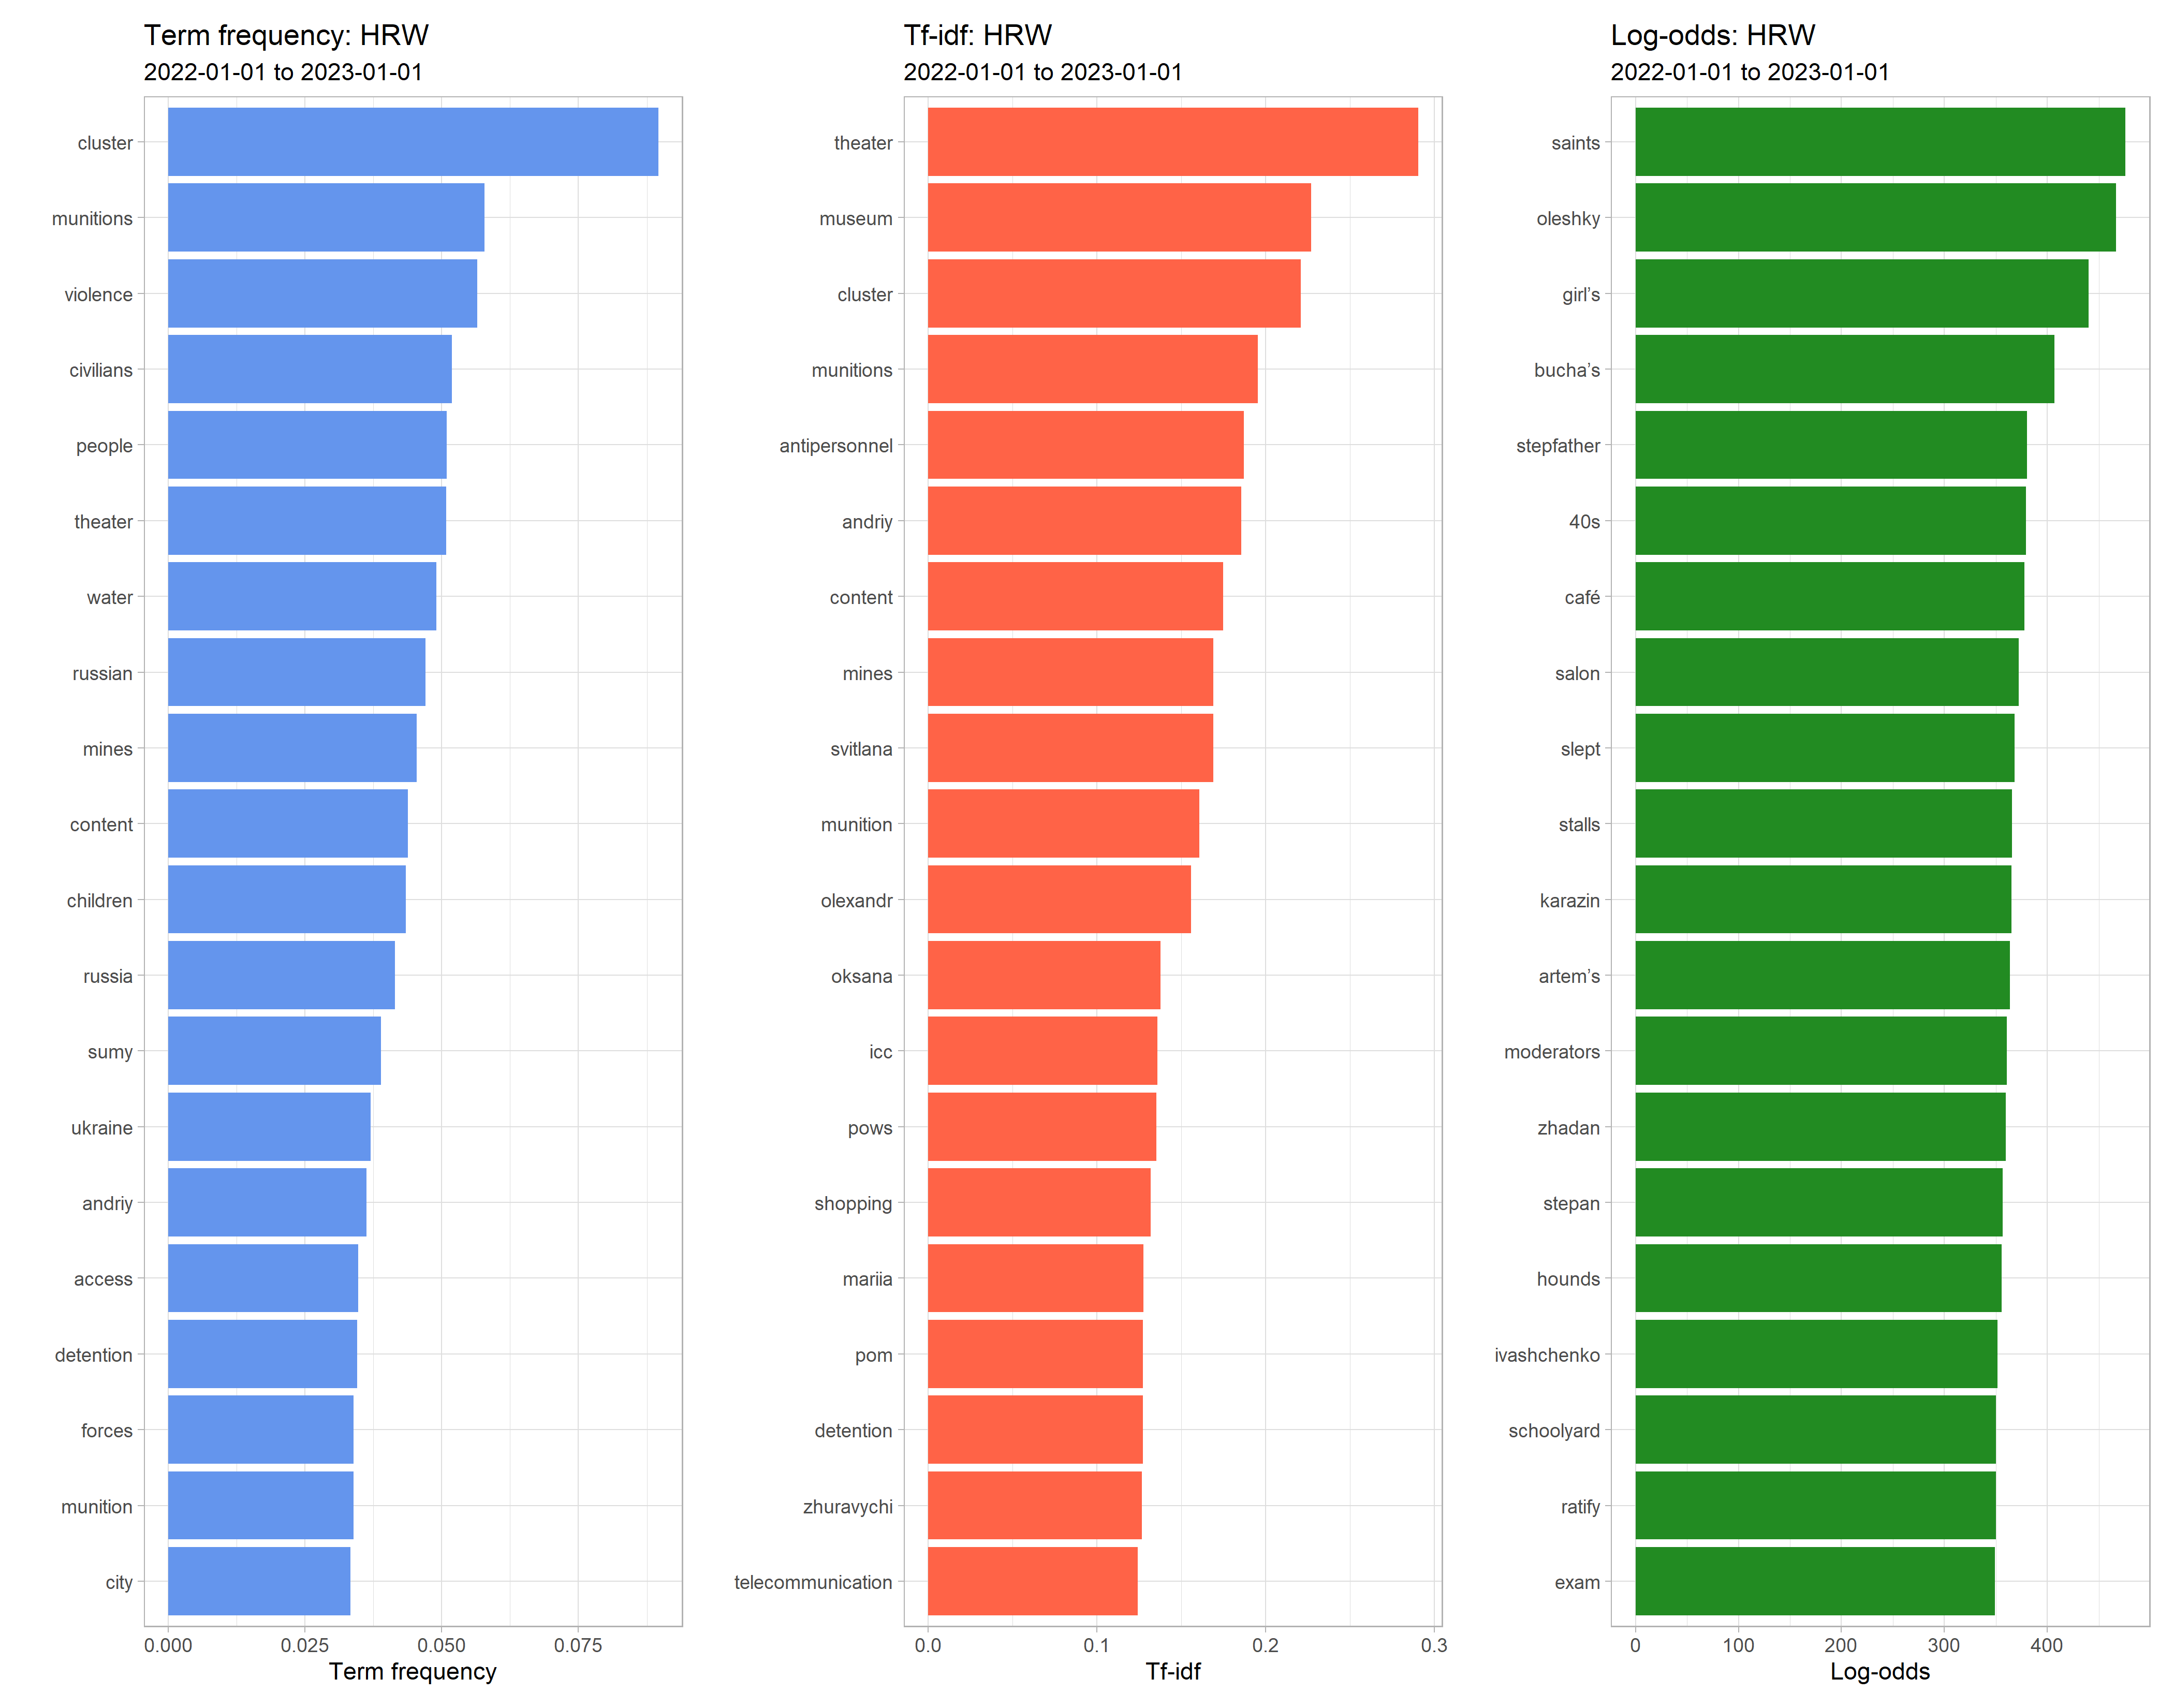 Term frequency: HRW
2022-01-01 to 2023-01-01
cluster
munitions
violence
civilians
people
theater
water
russian
mines
content
children
russia
sumy
ukraine
andriy
access
detention
forces
munition
city
0.000 0.025 0.050 0.075
Term frequency
Tf-idf: HRW
2022-01-01 to 2023-01-01
theater
museum
cluster
munitions
antipersonnel
andriy
content
mines
svitlana
munition
olexandr
oksana
icc
pows
shopping
mariia
pom
detention
zhuravychi
telecommunication
0.0 0.1 0.2 0.3
Tf-idf
Log-odds: HRW
2022-01-01 to 2023-01-01
saints
oleshky
girl’s
bucha’s
stepfather
40s
café
salon
slept
stalls
karazin
artem’s
moderators
zhadan
stepan
hounds
ivashchenko
schoolyard
ratify
exam
0 100 200 300 400
Log-odds